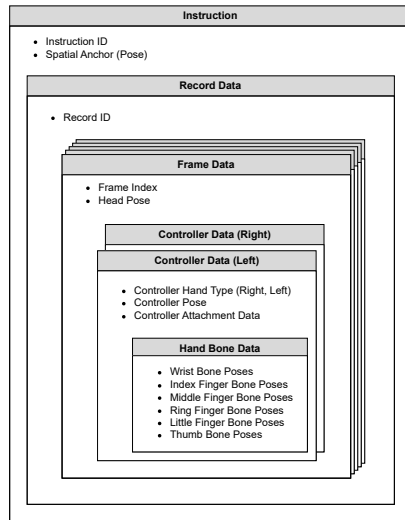 Instruction
• Instruction ID
• Spatial Anchor (Pose)
Record Data
• Record ID
Frame Data
• Frame Index
• Head Pose
Controller Data (Right)
Controller Data (Left)
• Controller Hand Type (Right, Left)
• Controller Pose
• Controller Attachment Data
Hand Bone Data
• Wrist Bone Poses
• Index Finger Bone Poses
• Middle Finger Bone Poses
• Ring Finger Bone Poses
• Little Finger Bone Poses
• Thumb Bone Poses